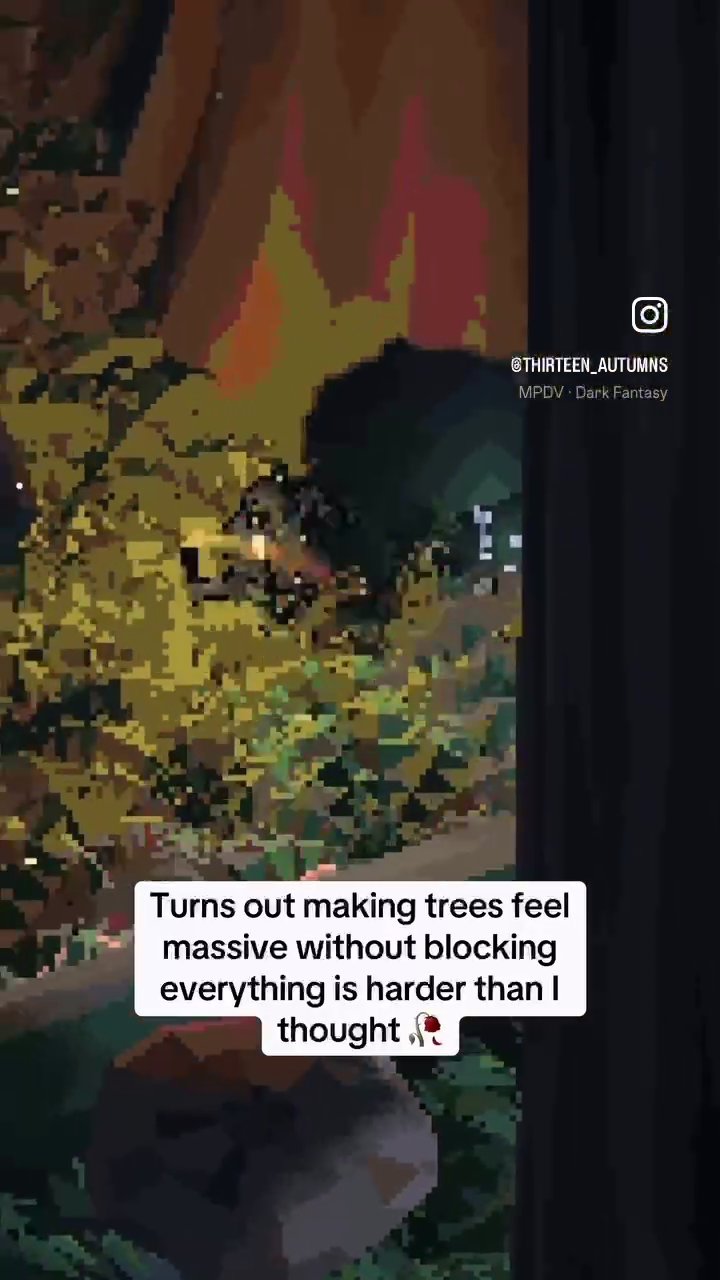 @THIRTEEN_AUTUMNS
MPDV · Dark Fantasy
Turns out making trees feel
massive without blocking
everything is harder than I
thought 🥀